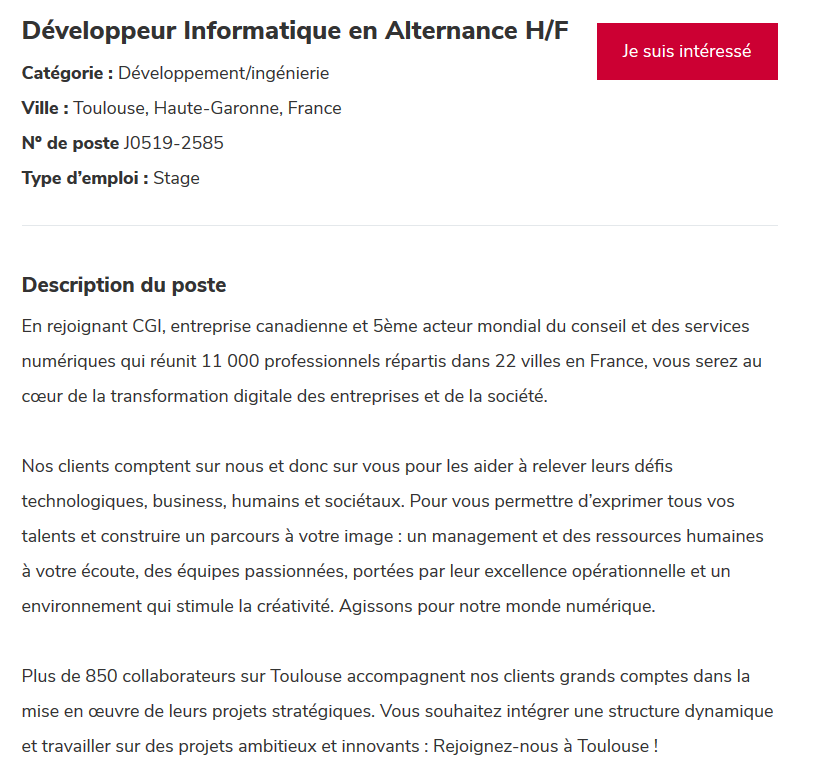 Développeur Informatique en Alternance H/F
Je suis intéressé
Catégorie : Développement/ingénierie
Ville : Toulouse, Haute-Garonne, France
N° de poste J0519-2585
Type d’emploi : Stage
Description du poste
En rejoignant CGI, entreprise canadienne et 5ème acteur mondial du conseil et des services
numériques qui réunit 11 000 professionnels répartis dans 22 villes en France, vous serez au
cœur de la transformation digitale des entreprises et de la société.
Nos clients comptent sur nous et donc sur vous pour les aider à relever leurs défis
technologiques, business, humains et sociétaux. Pour vous permettre d’exprimer tous vos
talents et construire un parcours à votre image : un management et des ressources humaines
à votre écoute, des équipes passionnées, portées par leur excellence opérationnelle et un
environnement qui stimule la créativité. Agissons pour notre monde numérique.
Plus de 850 collaborateurs sur Toulouse accompagnent nos clients grands comptes dans la
mise en œuvre de leurs projets stratégiques. Vous souhaitez intégrer une structure dynamique
et travailler sur des projets ambitieux et innovants : Rejoignez-nous à Toulouse !